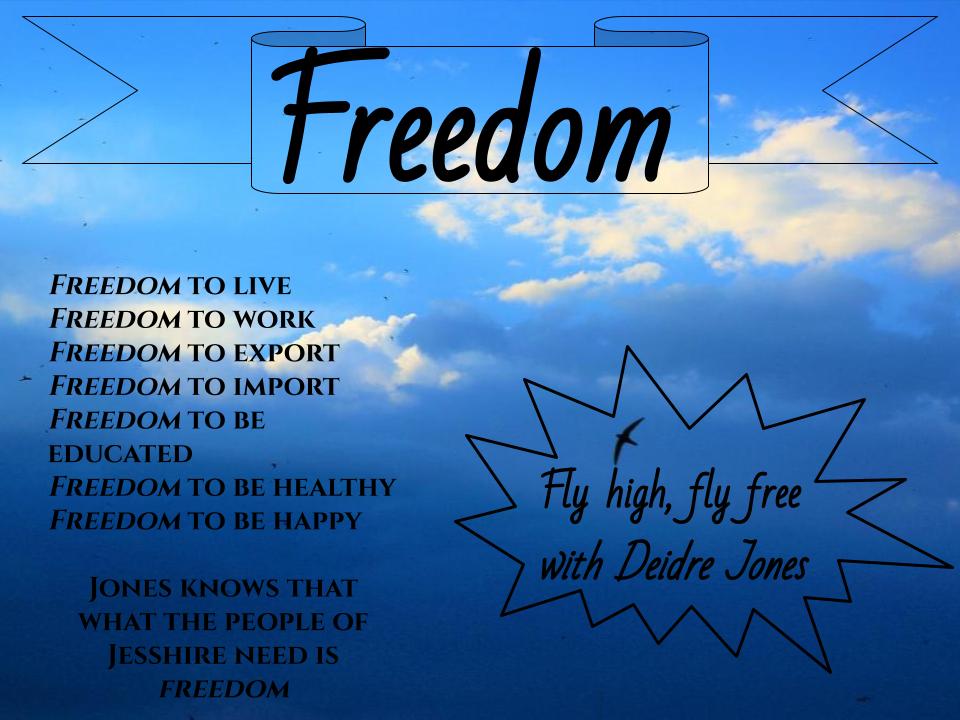 Freedom
Freedom to live
Freedom to work
Freedom to export
Freedom to import
Freedom to be
educated
Freedom to be healthy
Freedom to be happy
Jones knows that
what the people of
Jesshire need is
freedom
Fly high, fly free
with Deidre Jones